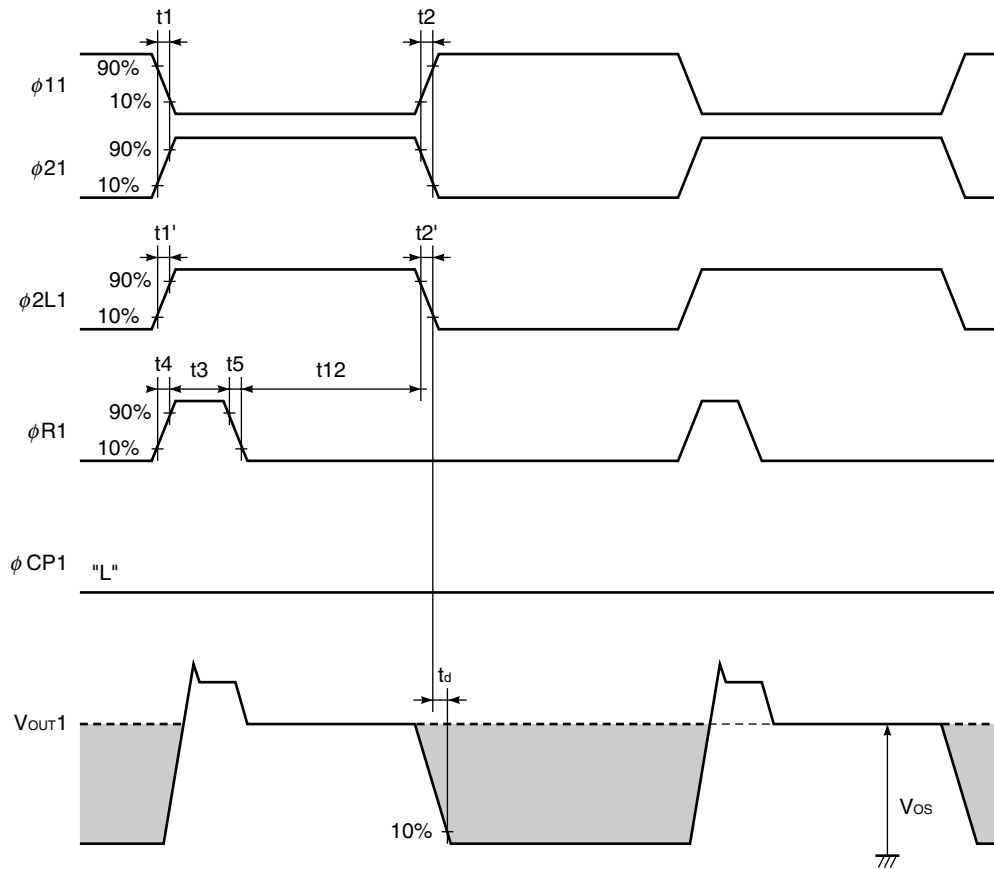 t1 t2
90%
φ11
10%
90%
φ21
10%
t1' t2'
90%
φ2L1
10%
t4 t3 t5 t12
90%
φR1
10%
φCP1 "L"
td
VOUT1
10% VOS